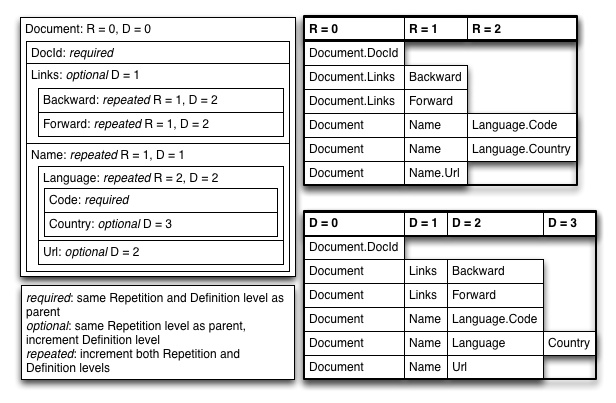 Document: R = 0, D = 0
DocId: required
Links: optional D = 1
Backward: repeated R = 1, D = 2
Forward: repeated R = 1, D = 2
Name: repeated R = 1, D = 1
Language: repeated R = 2, D = 2
Code: required
Country: optional D = 3
Url: optional D = 2
required: same Repetition and Definition level as
parent
optional: same Repetition level as parent,
increment Definition level
repeated: increment both Repetition and
Definition levels
R = 0 R = 1 R = 2
Document.DocId
Document.Links Backward
Document.Links Forward
Document Name Language.Code
Document Name Language.Country
Document Name.Url
D = 0 D = 1 D = 2 D = 3
Document.DocId
Document Links Backward
Document Links Forward
Document Name Language.Code
Document Name Language Country
Document Name Url